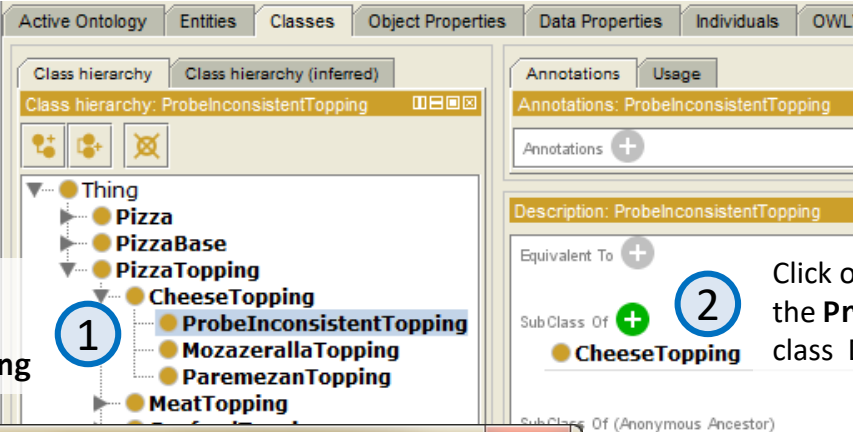 Active Ontology Entities Classes Object Properties Data Properties Individuals OWL
Class hierarchy Class hierarchy (inferred)
Class hierarchy: ProbeInconsistentTopping
Thing
Pizza
PizzaBase
PizzaTopping
CheeseTopping
ProbeInconsistentTopping
MozazerallaTopping
ParemezanTopping
MeatTopping
1
ng
Annotations Usage
Annotations: ProbeInconsistentTopping
Annotations
Description: ProbeInconsistentTopping
Equivalent To
SubClass Of
CheeseTopping
2
Click o
the Pr
class
SubClass Of (Anonymous Ancestor)